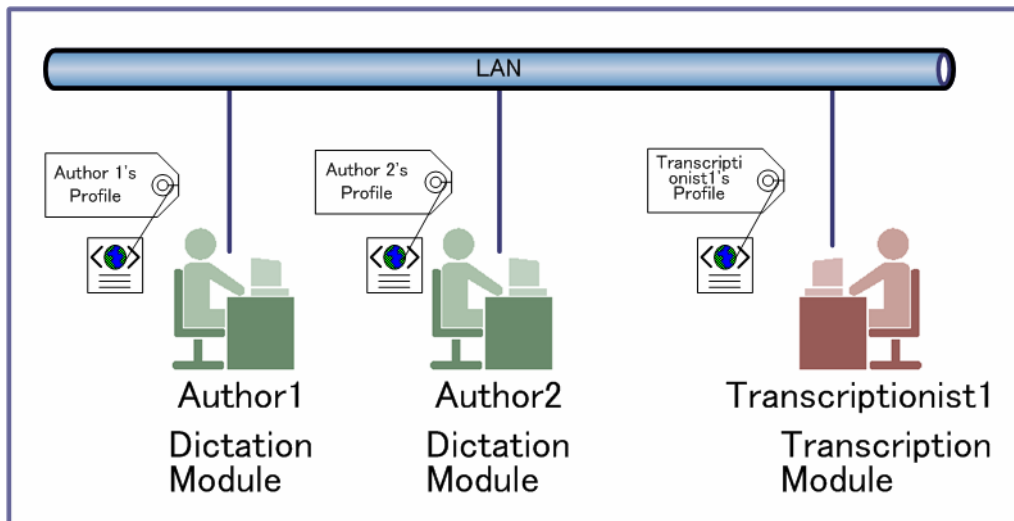 LAN
Author 1's
Profile
Author 2's
Profile
Transcripti
onist1's
Profile
Author1
Dictation
Module
Author2
Dictation
Module
Transcriptionist1
Transcription
Module